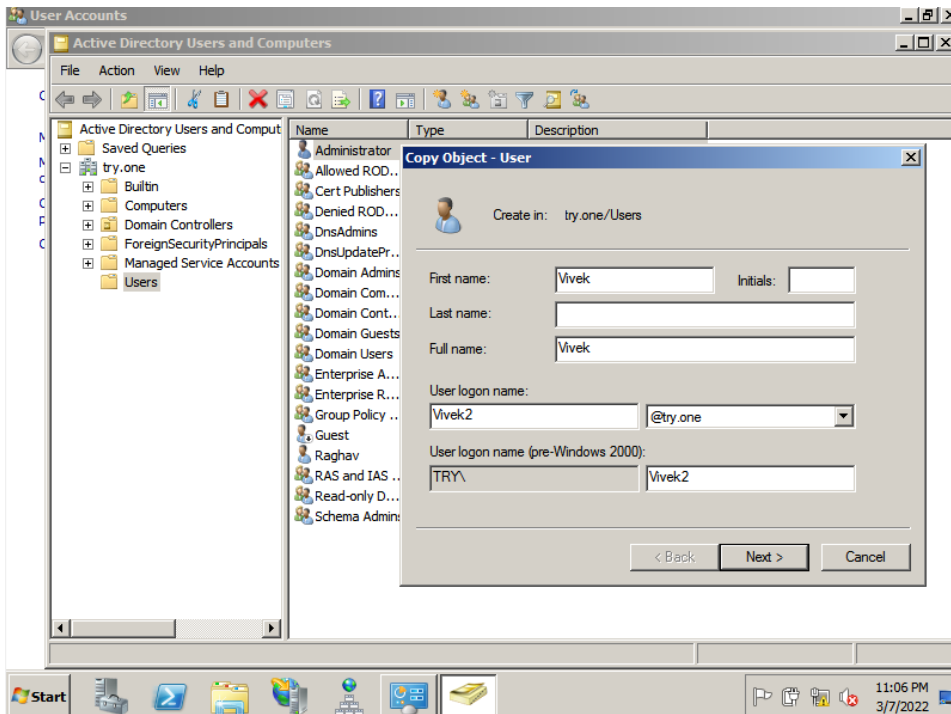 User Accounts
Active Directory Users and Computers
File Action View Help
Active Directory Users and Comput
Saved Queries
try.one
Builtin
Computers
Domain Controllers
ForeignSecurityPrincipals
Managed Service Accounts
Users
Name Type Description
Administrator
Allowed ROD...
Cert Publishers
Denied ROD...
DnsAdmins
DnsUpdatePr...
Domain Admins
Domain Com...
Domain Cont...
Domain Guests
Domain Users
Enterprise A...
Enterprise R...
Group Policy ...
Guest
Raghav
RAS and IAS ...
Read-only D...
Schema Admins
Copy Object - User
Create in: try.one/Users
First name: Vivek Initials:
Last name:
Full name: Vivek
User logon name:
Vivek2 @try.one
User logon name (pre-Windows 2000):
TRY\ Vivek2
< Back Next > Cancel
Start
11:06 PM
3/7/2022